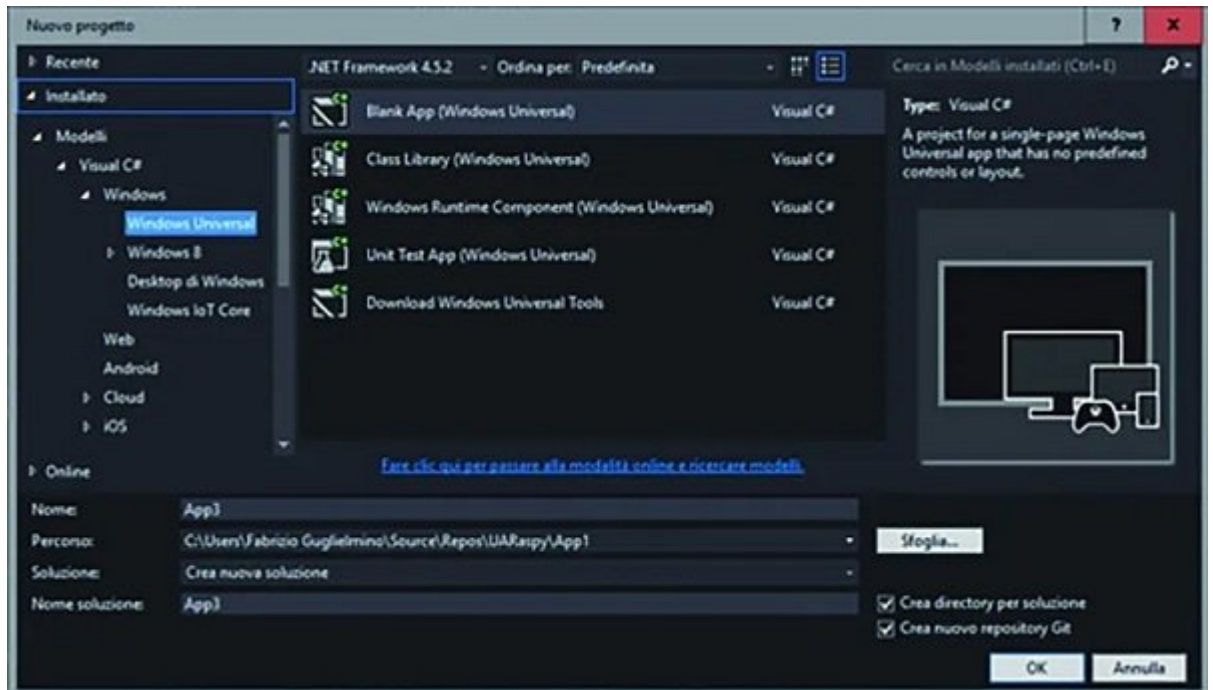 Nuovo progetto
?
x
Recente
.NET Framework 4.5.2
Ordina per: Predefinita
Cerca in Modelli installati (Ctrl+E)
Installato
Modelli
Visual C#
Windows
Windows Universal
Windows 8
Desktop di Windows
Windows IoT Core
Web
Android
Cloud
iOS
Online
Blank App (Windows Universal) Visual C#
Class Library (Windows Universal) Visual C#
Windows Runtime Component (Windows Universal) Visual C#
Unit Test App (Windows Universal) Visual C#
Download Windows Universal Tools Visual C#
Fare clic qui per passare alla modalità online e ricercare modelli.
Type: Visual C#
A project for a single-page Windows
Universal app that has no predefined
controls or layout.
Nome: App3
Percorso: C:\Users\Fabrizio Guglielmino\Source\Repos\UARaspy\App1
Sfoglia...
Soluzione: Crea nuova soluzione
Nome soluzione: App3
Crea directory per soluzione
Crea nuovo repository Git
OK
Annulla